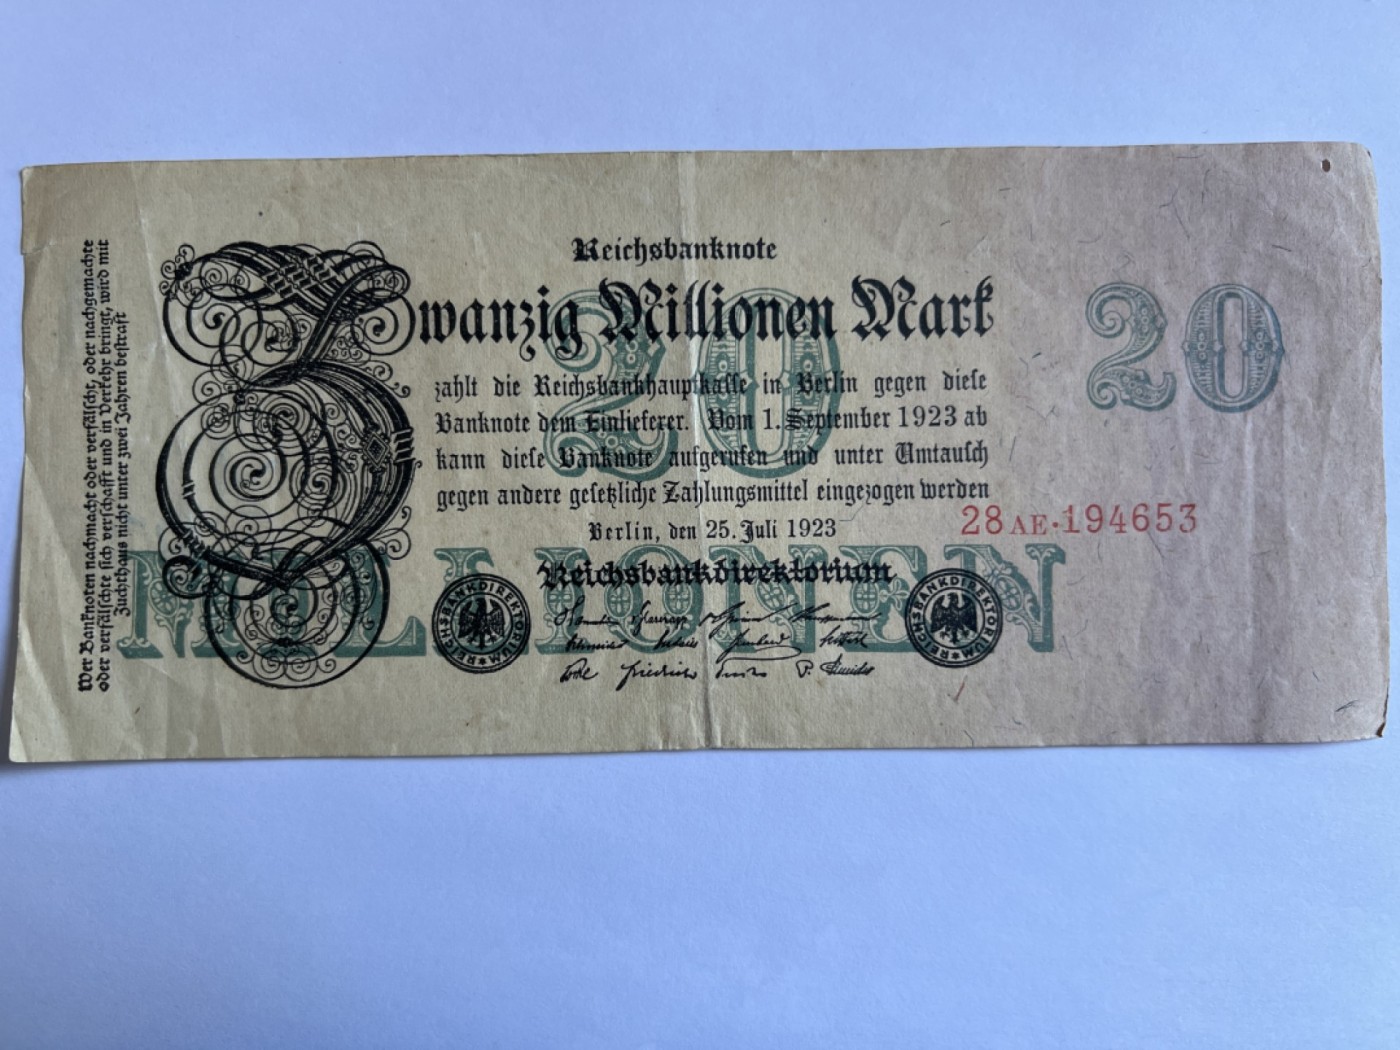 Reichsbanknote
Zwanzig Millionen Mark
20
20
zahlt die Reichsbankhauptkasse in Berlin gegen diese
Banknote dem Einlieferer. Vom 1. September 1923 ab
kann diese Banknote aufgerufen und unter Umtausch
gegen andere gesetzliche Zahlungsmittel eingezogen werden
Berlin, den 25. Juli 1923
28AE·194653
Reichsbankdirektorium
MILLIONEN
REICHSBANKDIREKTORIUM
REICHSBANKDIREKTORIUM
Wer Banknoten nachmacht oder verfälscht, oder nachgemachte
oder verfälschte sich verschafft und in Verkehr bringt, wird mit
Zuchthaus nicht unter zwei Jahren bestraft